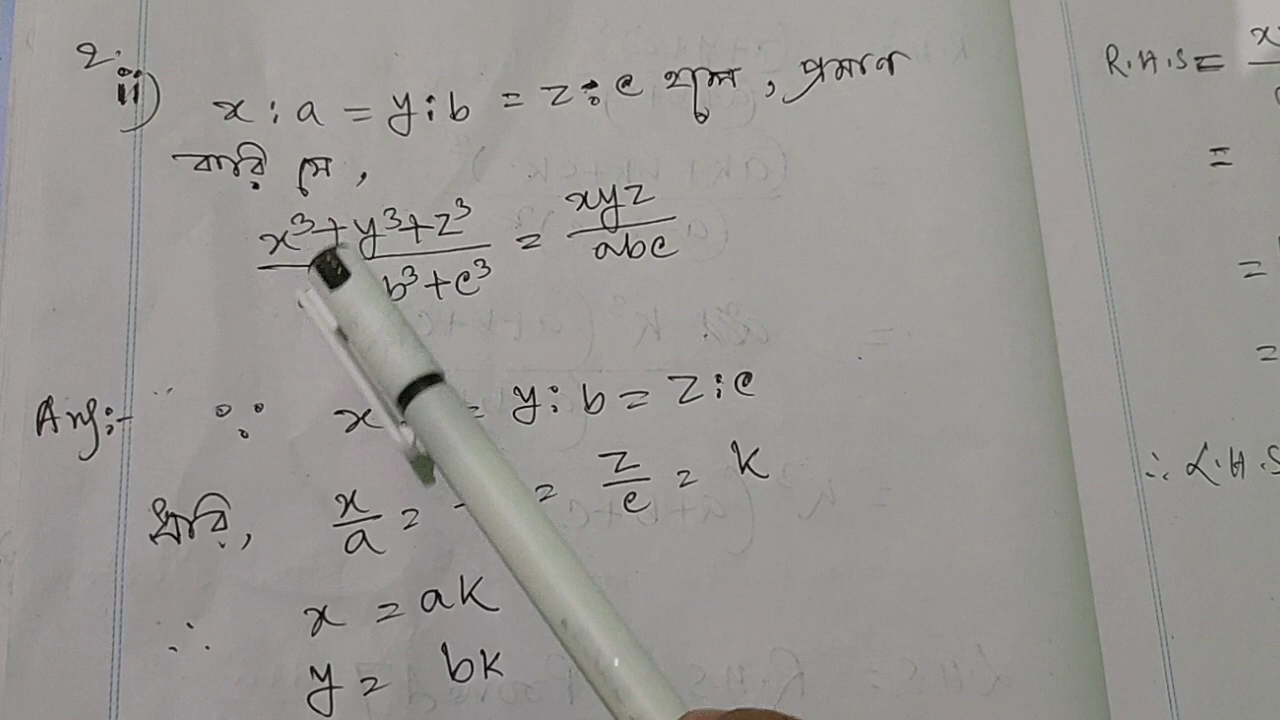 2.
ii) x : a = y : b = z : c হলে, প্রমাণ
করি যে,
x³+y³+z³ / b³+c³ = xyz / abc
Ans:- ∵ x = y : b = z : c
ধরি, x/a = = z/c = k
∴ x = ak
y = bk
R.H.S =
=
=
=
∴ L.H.S